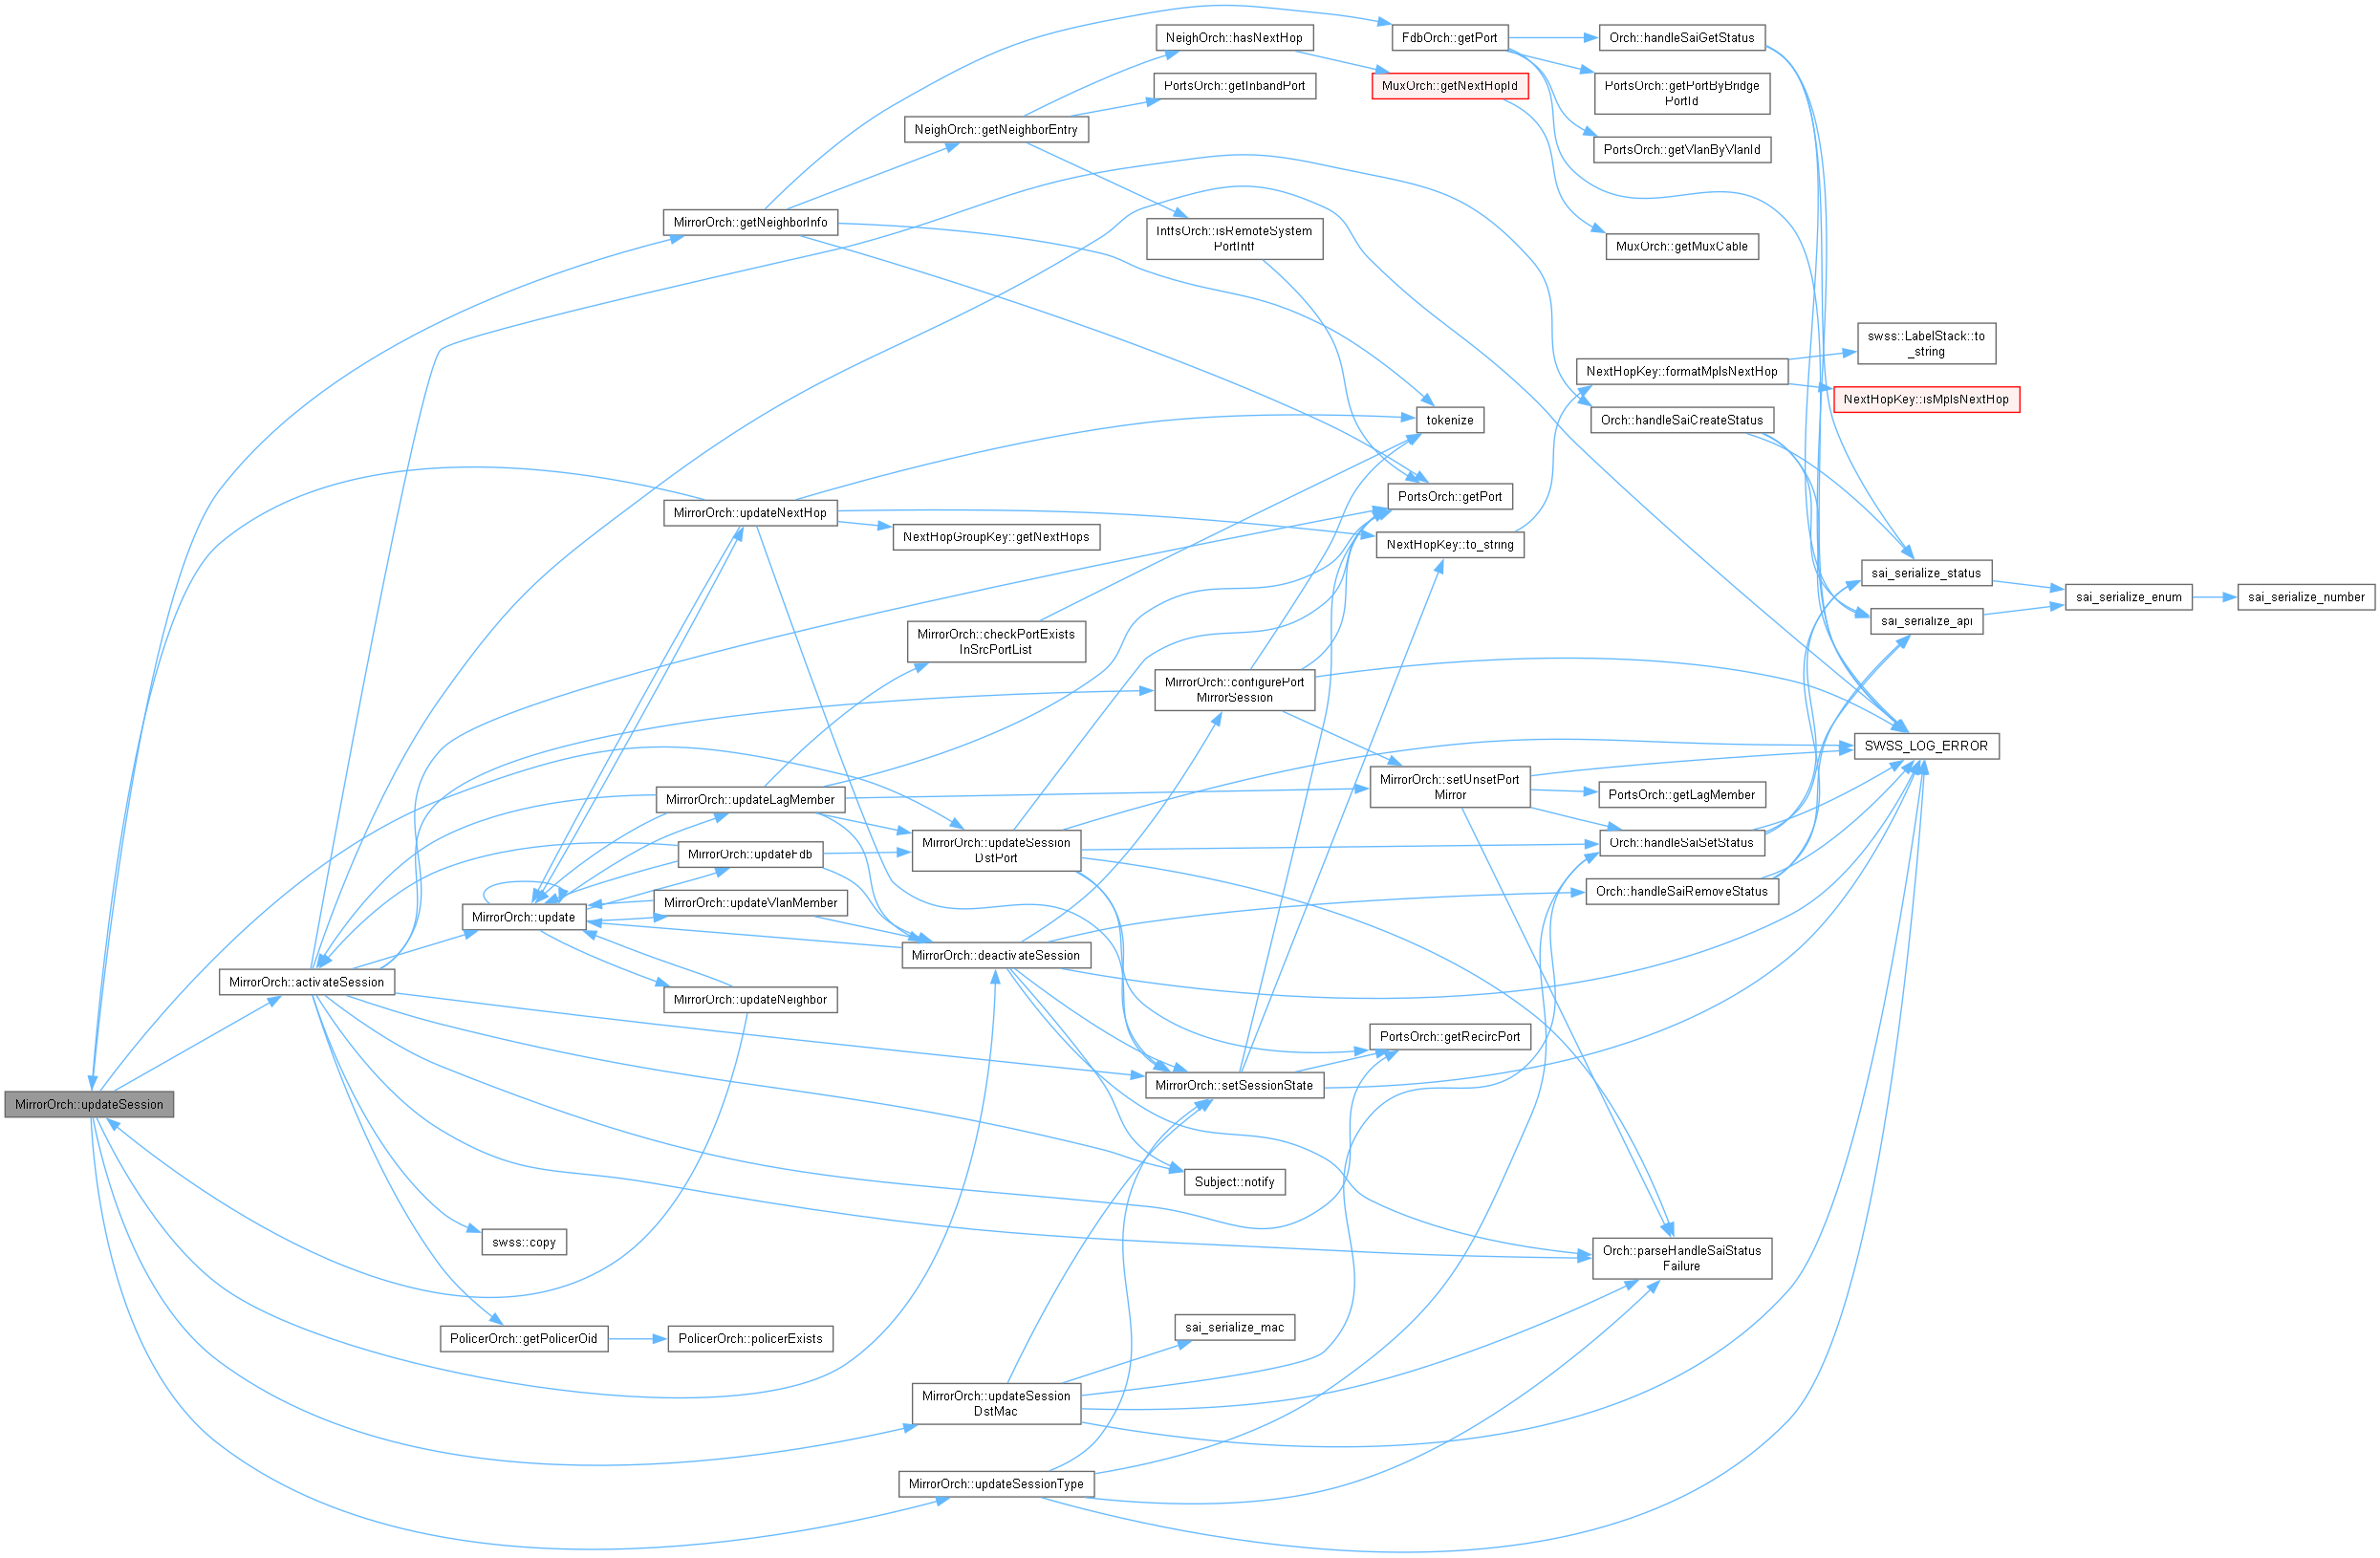 NeighOrch::hasNextHop
FdbOrch::getPort
Orch::handleSaiGetStatus
MuxOrch::getNextHopId
PortsOrch::getInbandPort
PortsOrch::getPortByBridge
PortId
NeighOrch::getNeighborEntry
PortsOrch::getVlanByVlanId
MirrorOrch::getNeighborInfo
IntfsOrch::isRemoteSystem
PortIntf
MuxOrch::getMuxCable
swss::LabelStack::to
_string
NextHopKey::formatMplsNextHop
NextHopKey::isMplsNextHop
tokenize
Orch::handleSaiCreateStatus
PortsOrch::getPort
MirrorOrch::updateNextHop
NextHopGroupKey::getNextHops
NextHopKey::to_string
sai_serialize_status
sai_serialize_enum
sai_serialize_number
sai_serialize_api
MirrorOrch::checkPortExists
InSrcPortList
MirrorOrch::configurePort
MirrorSession
SWSS_LOG_ERROR
MirrorOrch::setUnsetPort
Mirror
PortsOrch::getLagMember
MirrorOrch::updateLagMember
MirrorOrch::updateSession
DstPort
Orch::handleSaiSetStatus
MirrorOrch::updateFdb
Orch::handleSaiRemoveStatus
MirrorOrch::updateVlanMember
MirrorOrch::update
MirrorOrch::deactivateSession
MirrorOrch::activateSession
MirrorOrch::updateNeighbor
PortsOrch::getRecircPort
MirrorOrch::setSessionState
MirrorOrch::updateSession
Subject::notify
swss::copy
Orch::parseHandleSaiStatus
Failure
sai_serialize_mac
PolicerOrch::getPolicerOid
PolicerOrch::policerExists
MirrorOrch::updateSession
DstMac
MirrorOrch::updateSessionType